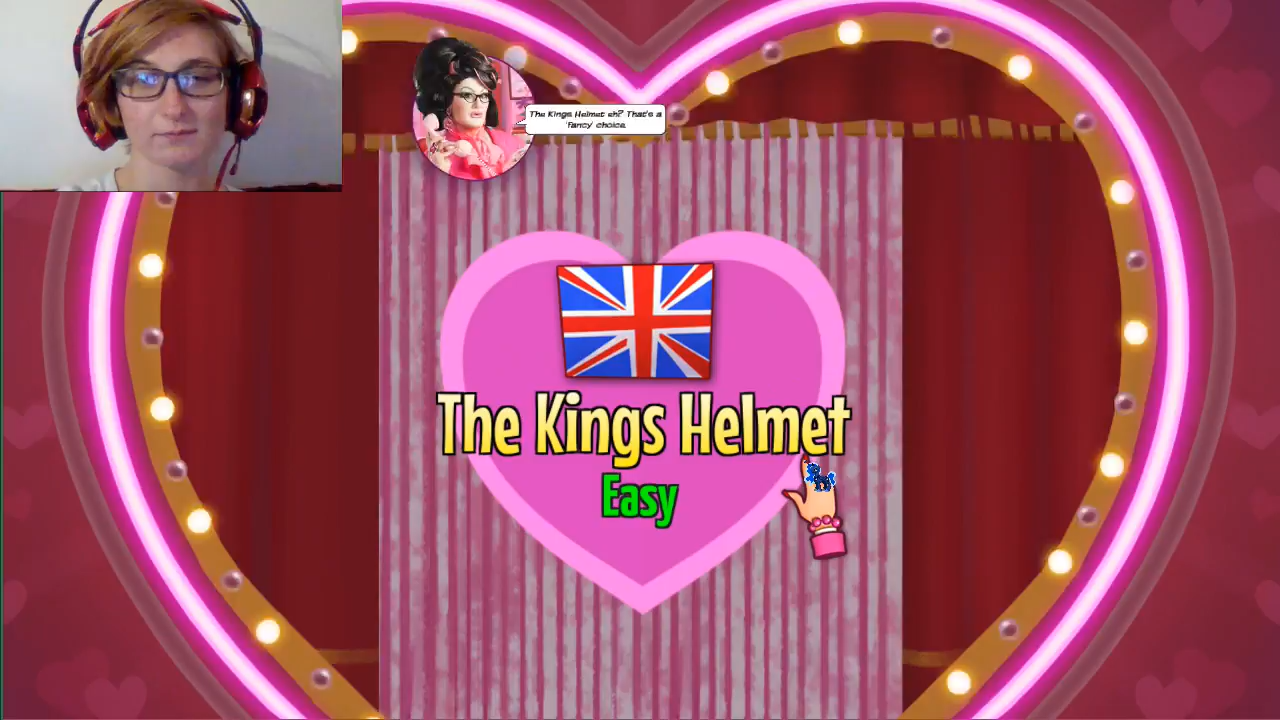 The Kings Helmet eh? That's a
'fancy' choice.
The Kings Helmet
Easy